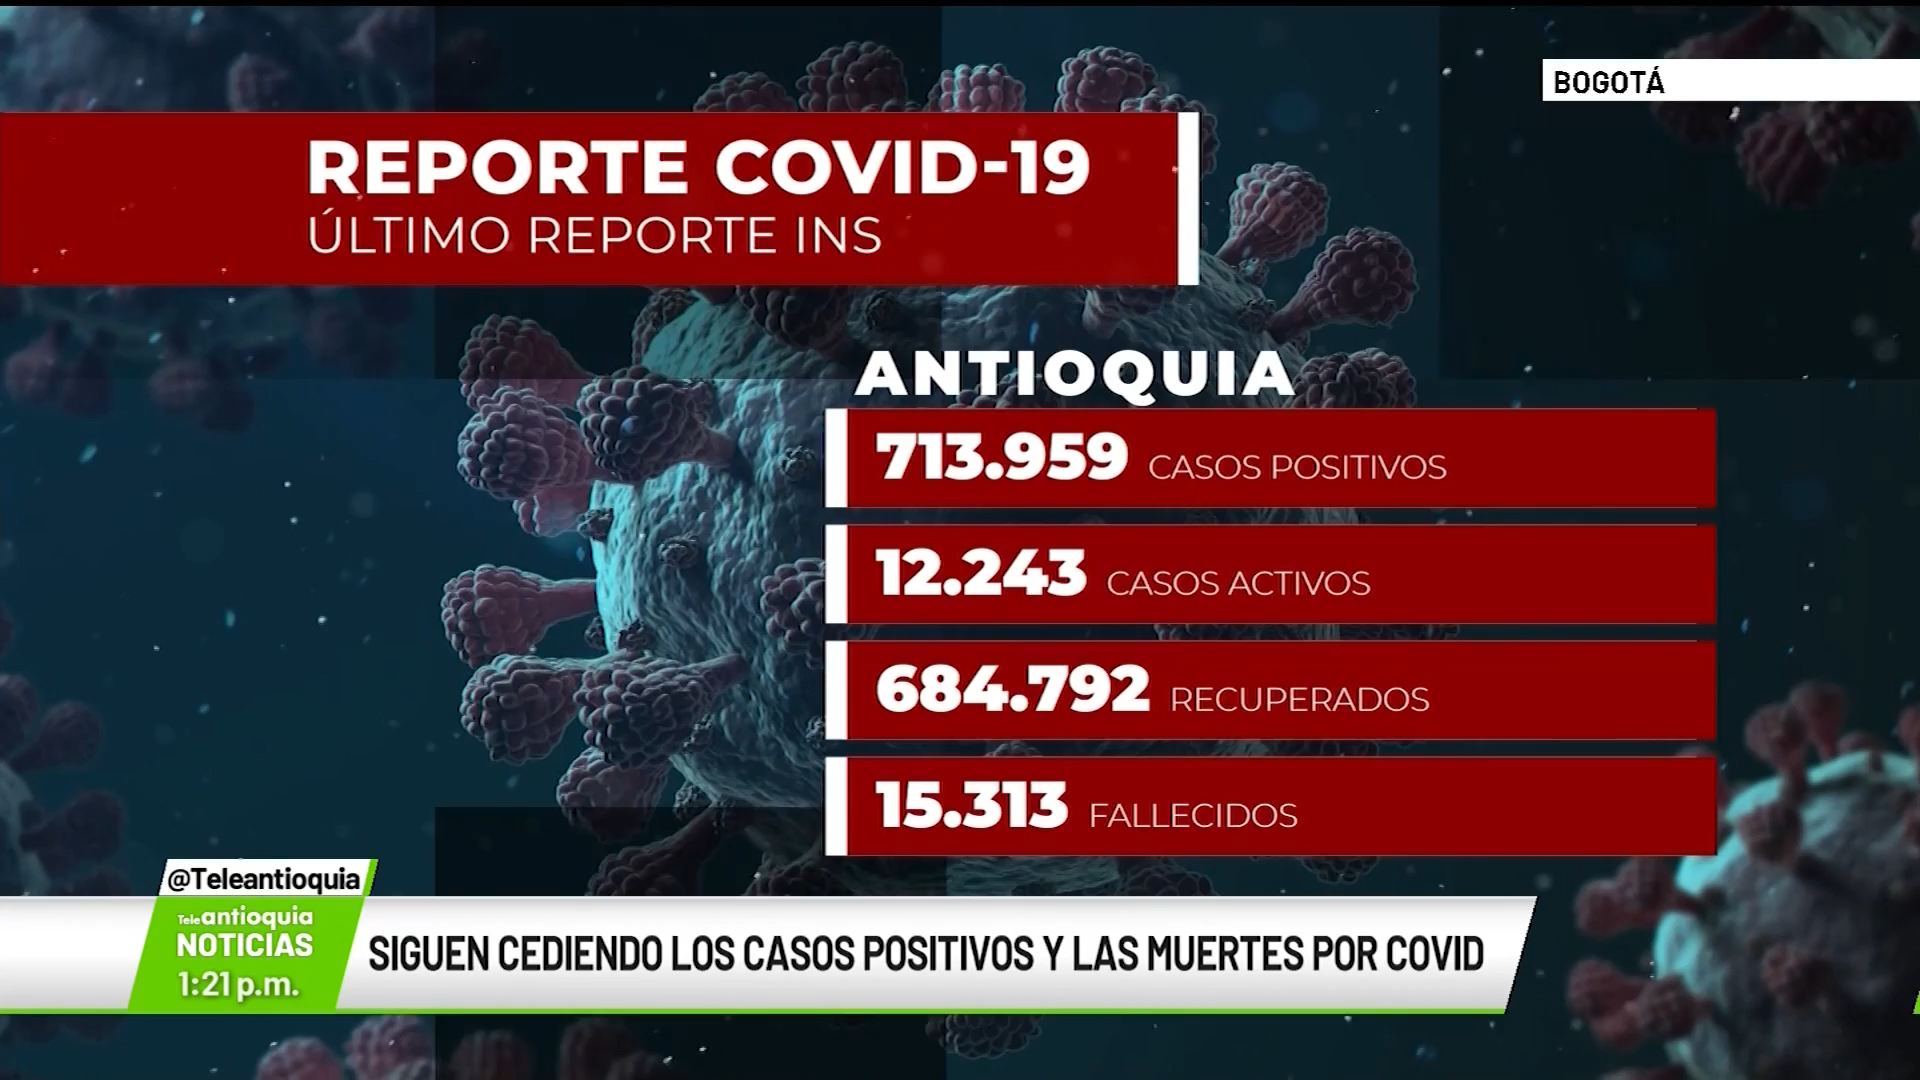 BOGOTÁ
REPORTE COVID-19
ÚLTIMO REPORTE INS
ANTIOQUIA
713.959 CASOS POSITIVOS
12.243 CASOS ACTIVOS
684.792 RECUPERADOS
15.313 FALLECIDOS
@Teleantioquia
Teleantioquia
NOTICIAS
1:21 p.m.
SIGUEN CEDIENDO LOS CASOS POSITIVOS Y LAS MUERTES POR COVID